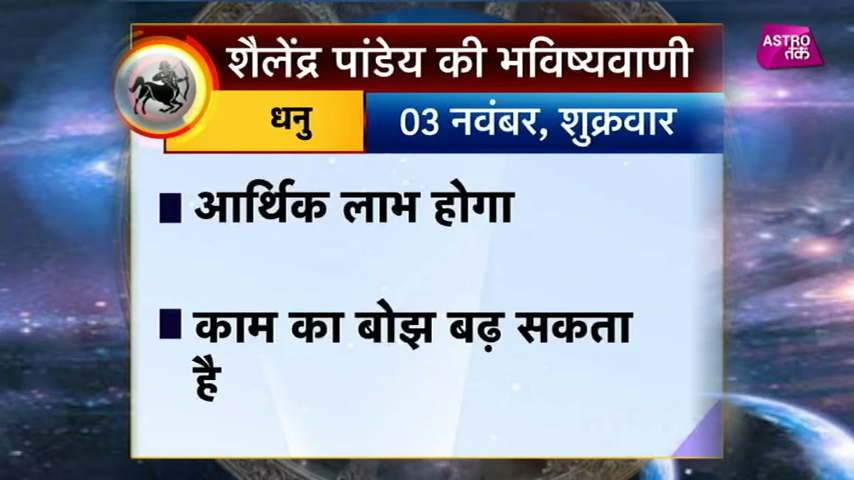 शैलेंद्र पांडेय की भविष्यवाणी
ASTRO
तक
धनु
03 नवंबर, शुक्रवार
आर्थिक लाभ होगा
काम का बोझ बढ़ सकता
है